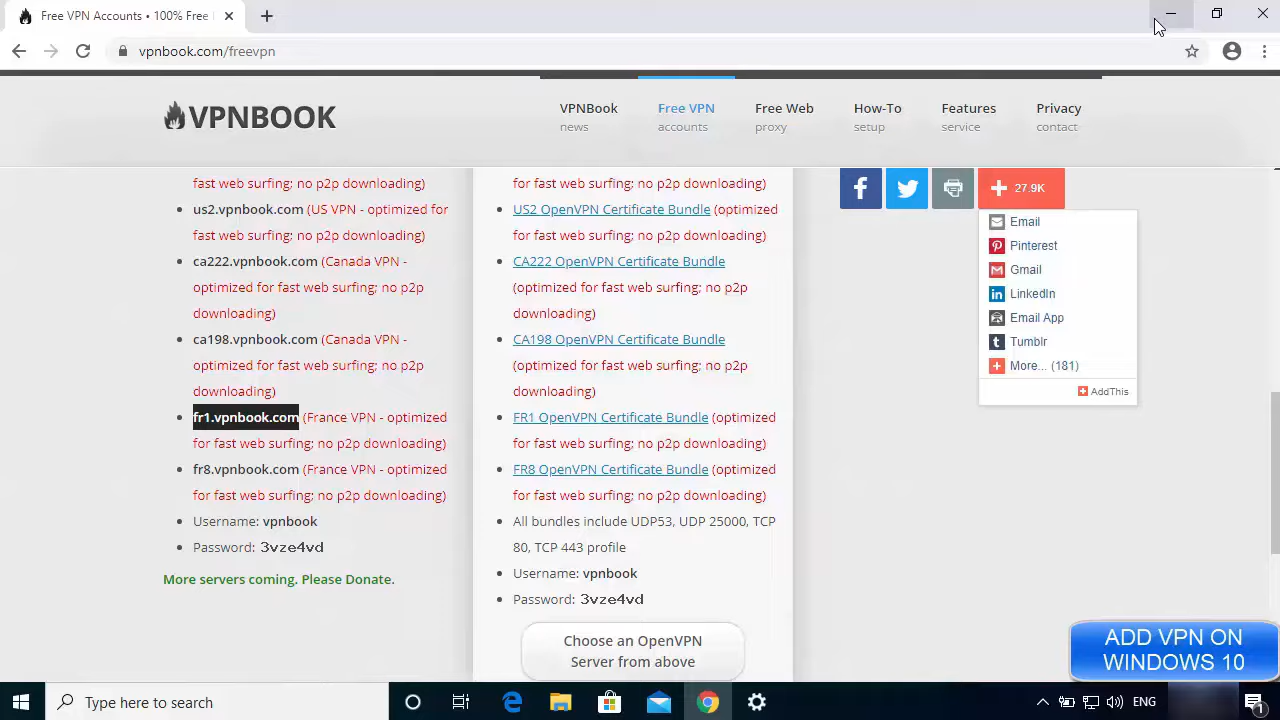 Free VPN Accounts • 100% Free
vpnbook.com/freevpn
VPNBOOK
VPNBook
news
Free VPN
accounts
Free Web
proxy
How-To
setup
Features
service
Privacy
contact
fast web surfing; no p2p downloading)
us2.vpnbook.com (US VPN - optimized for
fast web surfing; no p2p downloading)
ca222.vpnbook.com (Canada VPN -
optimized for fast web surfing; no p2p
downloading)
ca198.vpnbook.com (Canada VPN -
optimized for fast web surfing; no p2p
downloading)
fr1.vpnbook.com (France VPN - optimized
for fast web surfing; no p2p downloading)
fr8.vpnbook.com (France VPN - optimized
for fast web surfing; no p2p downloading)
Username: vpnbook
Password: 3vze4vd
More servers coming. Please Donate.
for fast web surfing; no p2p downloading)
US2 OpenVPN Certificate Bundle (optimized
for fast web surfing; no p2p downloading)
CA222 OpenVPN Certificate Bundle
(optimized for fast web surfing; no p2p
downloading)
CA198 OpenVPN Certificate Bundle
(optimized for fast web surfing; no p2p
downloading)
FR1 OpenVPN Certificate Bundle (optimized
for fast web surfing; no p2p downloading)
FR8 OpenVPN Certificate Bundle (optimized
for fast web surfing; no p2p downloading)
All bundles include UDP53, UDP 25000, TCP
80, TCP 443 profile
Username: vpnbook
Password: 3vze4vd
Choose an OpenVPN
Server from above
27.9K
Email
Pinterest
Gmail
LinkedIn
Email App
Tumblr
More... (181)
AddThis
ADD VPN ON
WINDOWS 10
Type here to search
ENG
1